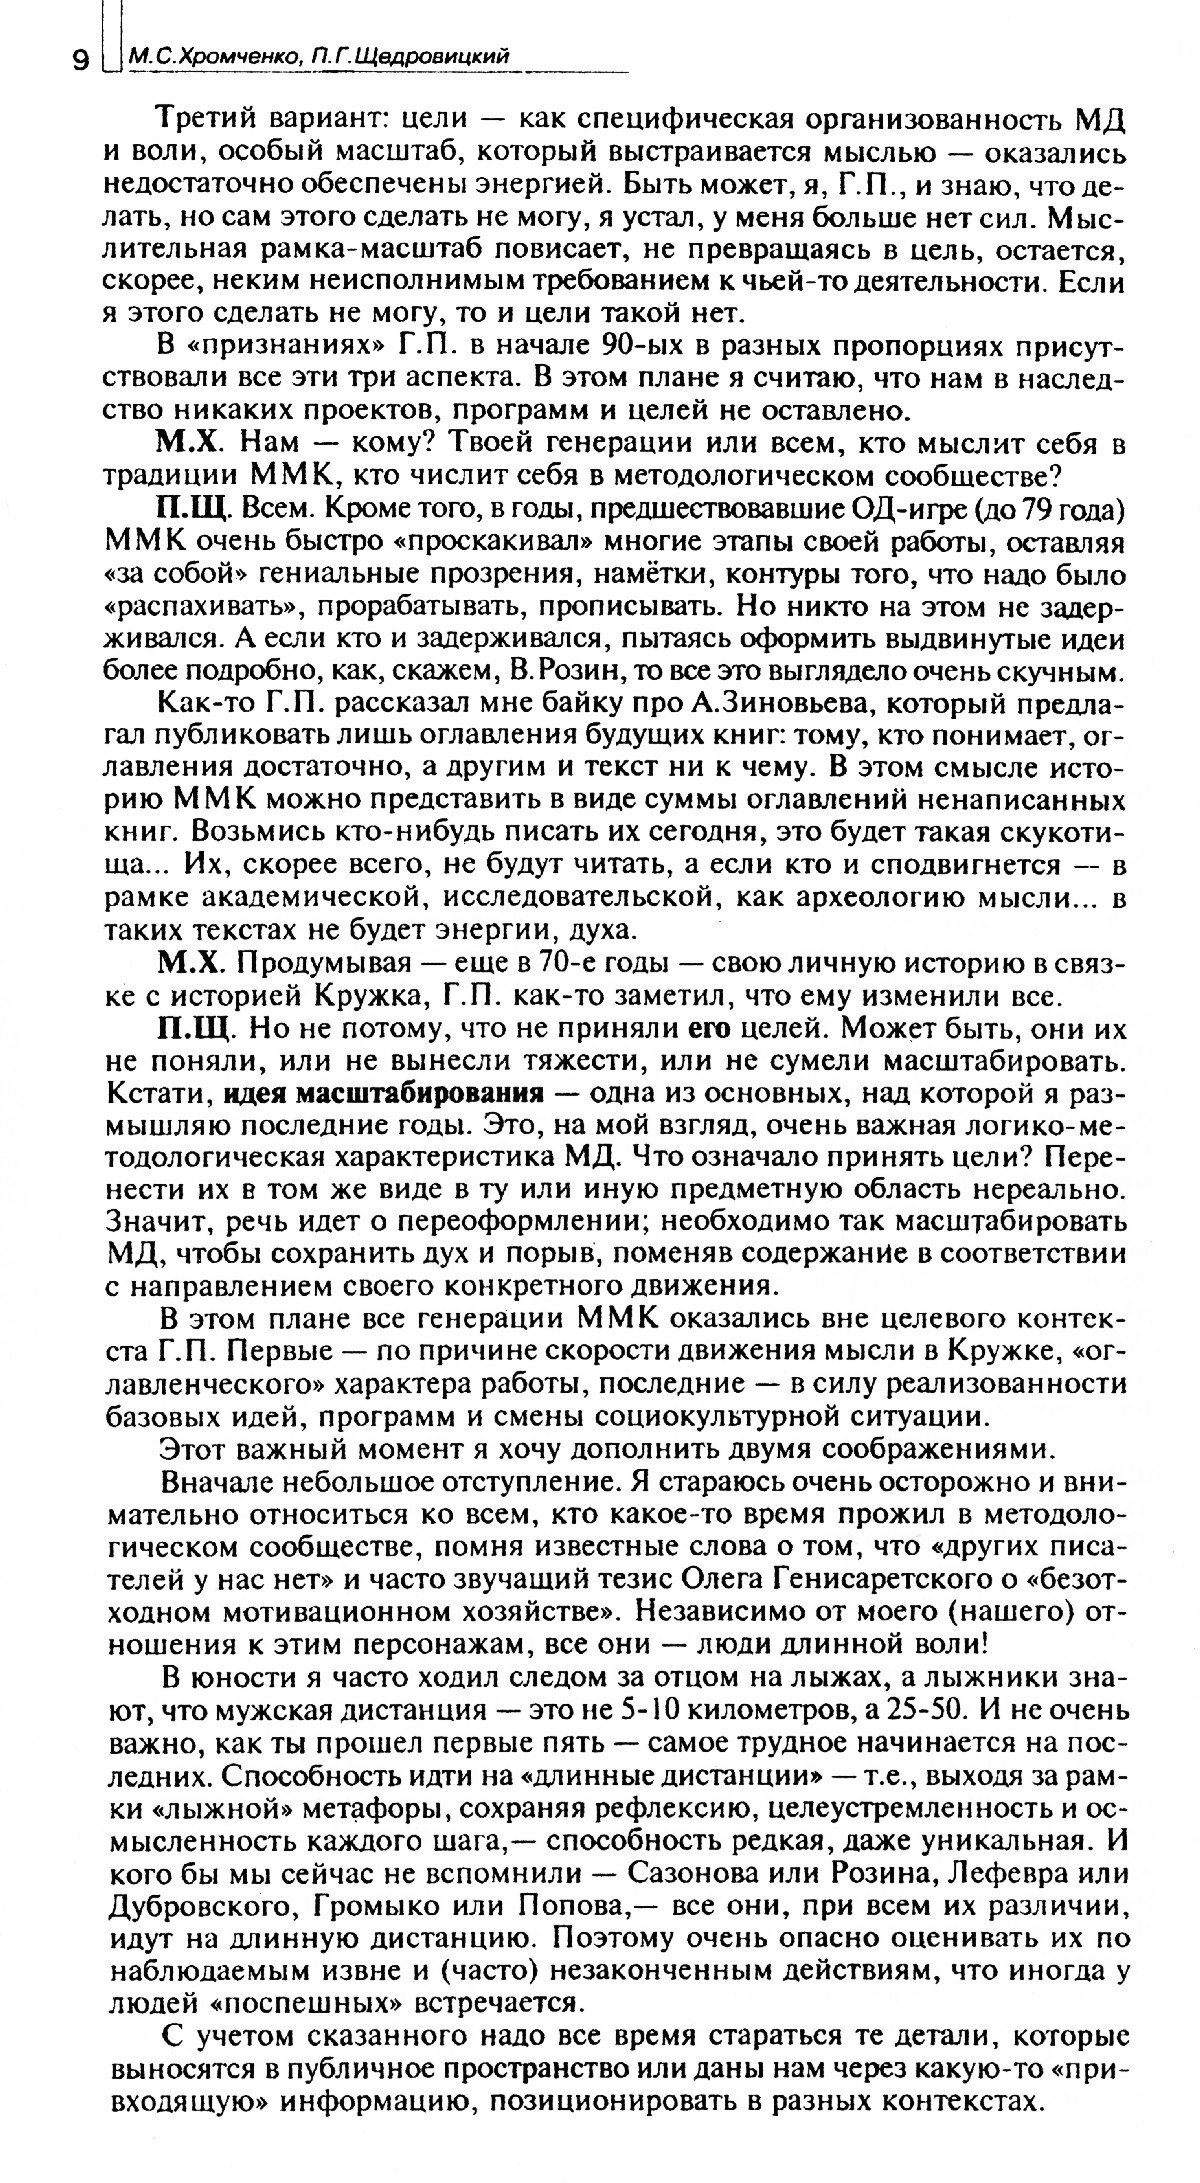 9 М.С.Хромченко, П.Г.Щедровицкий
Третий вариант: цели — как специфическая организованность МД
и воли, особый масштаб, который выстраивается мыслью — оказались
недостаточно обеспечены энергией. Быть может, я, Г.П., и знаю, что де-
лать, но сам этого сделать не могу, я устал, у меня больше нет сил. Мыс-
лительная рамка-масштаб повисает, не превращаясь в цель, остается,
скорее, неким неисполнимым требованием к чьей-то деятельности. Если
я этого сделать не могу, то и цели такой нет.
В «признаниях» Г.П. в начале 90-ых в разных пропорциях присут-
ствовали все эти три аспекта. В этом плане я считаю, что нам в наслед-
ство никаких проектов, программ и целей не оставлено.
М.Х. Нам — кому? Твоей генерации или всем, кто мыслит себя в
традиции ММК, кто числит себя в методологическом сообществе?
П.Щ. Всем. Кроме того, в годы, предшествовавшие ОД-игре (до 79 года)
ММК очень быстро «проскакивал» многие этапы своей работы, оставляя
«за собой» гениальные прозрения, намётки, контуры того, что надо было
«распахивать», прорабатывать, прописывать. Но никто на этом не задер-
живался. А если кто и задерживался, пытаясь оформить выдвинутые идеи
более подробно, как, скажем, В.Розин, то все это выглядело очень скучным.
Как-то Г.П. рассказал мне байку про А.Зиновьева, который предла-
гал публиковать лишь оглавления будущих книг: тому, кто понимает, ог-
лавления достаточно, а другим и текст ни к чему. В этом смысле исто-
рию ММК можно представить в виде суммы оглавлений ненаписанных
книг. Возьмись кто-нибудь писать их сегодня, это будет такая скукоти-
ща... Их, скорее всего, не будут читать, а если кто и сподвигнется — в
рамке академической, исследовательской, как археологию мысли... в
таких текстах не будет энергии, духа.
М.Х. Продумывая — еще в 70-е годы — свою личную историю в связ-
ке с историей Кружка, Г.П. как-то заметил, что ему изменили все.
П.Щ. Но не потому, что не приняли его целей. Может быть, они их
не поняли, или не вынесли тяжести, или не сумели масштабировать.
Кстати, идея масштабирования — одна из основных, над которой я раз-
мышляю последние годы. Это, на мой взгляд, очень важная логико-ме-
тодологическая характеристика МД. Что означало принять цели? Пере-
нести их в том же виде в ту или иную предметную область нереально.
Значит, речь идет о переоформлении; необходимо так масштабировать
МД, чтобы сохранить дух и порыв, поменяв содержание в соответствии
с направлением своего конкретного движения.
В этом плане все генерации ММК оказались вне целевого контек-
ста Г.П. Первые — по причине скорости движения мысли в Кружке, «ог-
лавленческого» характера работы, последние — в силу реализованности
базовых идей, программ и смены социокультурной ситуации.
Этот важный момент я хочу дополнить двумя соображениями.
Вначале небольшое отступление. Я стараюсь очень осторожно и вни-
мательно относиться ко всем, кто какое-то время прожил в методоло-
гическом сообществе, помня известные слова о том, что «других писа-
телей у нас нет» и часто звучащий тезис Олега Генисаретского о «безот-
ходном мотивационном хозяйстве». Независимо от моего (нашего) от-
ношения к этим персонажам, все они — люди длинной воли!
В юности я часто ходил следом за отцом на лыжах, а лыжники зна-
ют, что мужская дистанция — это не 5-10 километров, а 25-50. И не очень
важно, как ты прошел первые пять — самое трудное начинается на пос-
ледних. Способность идти на «длинные дистанции» — т.е., выходя за рам-
ки «лыжной» метафоры, сохраняя рефлексию, целеустремленность и ос-
мысленность каждого шага,— способность редкая, даже уникальная. И
кого бы мы сейчас не вспомнили — Сазонова или Розина, Лефевра или
Дубровского, Громыко или Попова,— все они, при всем их различии,
идут на длинную дистанцию. Поэтому очень опасно оценивать их по
наблюдаемым извне и (часто) незаконченным действиям, что иногда у
людей «поспешных» встречается.
С учетом сказанного надо все время стараться те детали, которые
выносятся в публичное пространство или даны нам через какую-то «при-
входящую» информацию, позиционировать в разных контекстах.